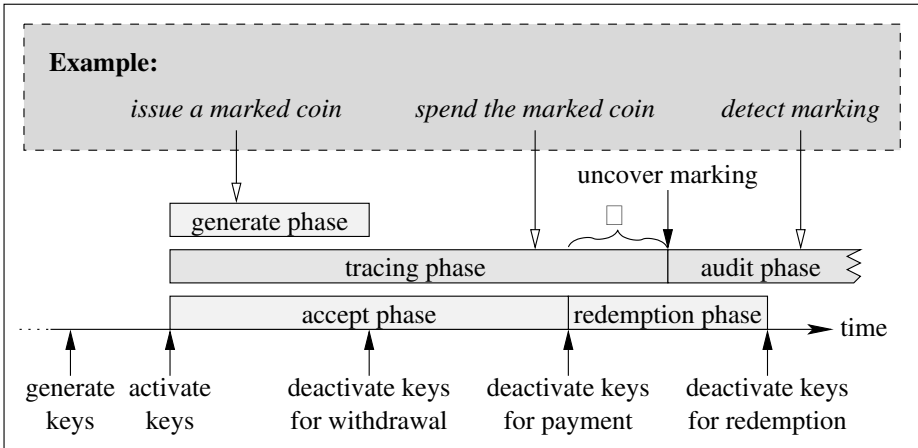 Example:
issue a marked coin
spend the marked coin
detect marking
uncover marking
generate phase
tracing phase
audit phase
accept phase
redemption phase
time
generate
keys
activate
keys
deactivate keys
for withdrawal
deactivate keys
for payment
deactivate keys
for redemption